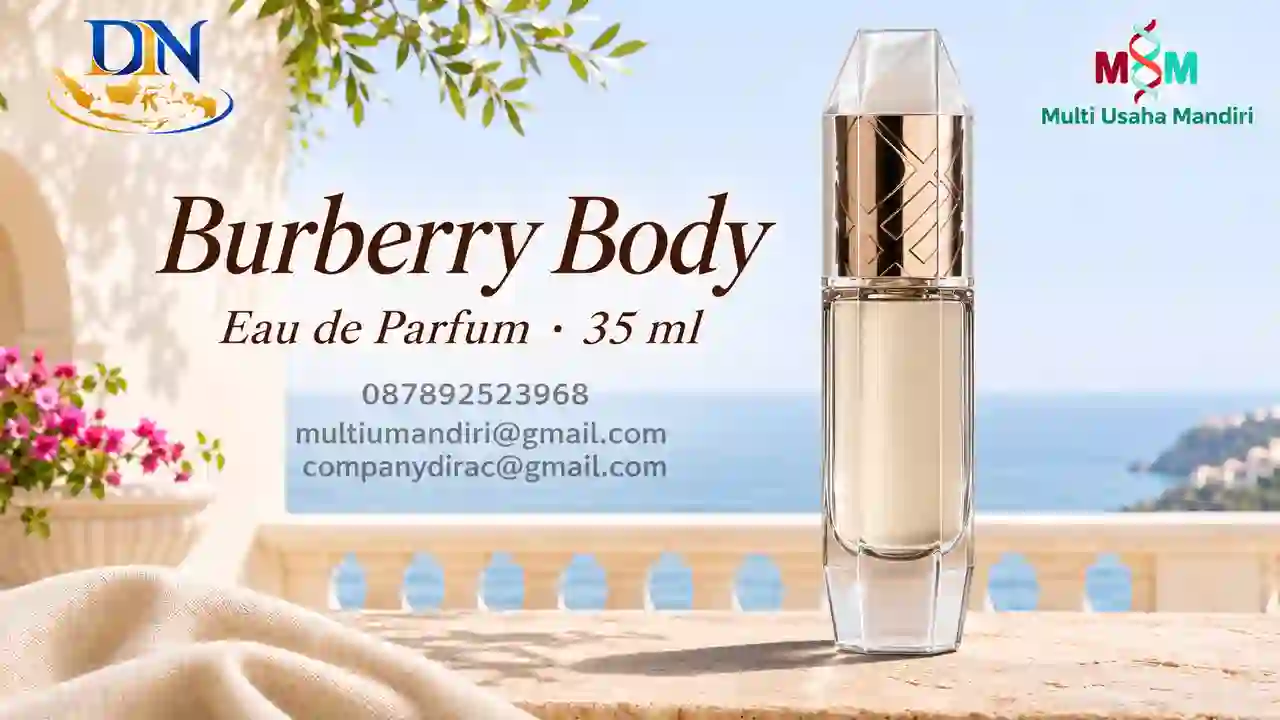 DN
MSM
Multi Usaha Mandiri
Burberry Body
Eau de Parfum · 35 ml
087892523968
multiumandiri@gmail.com
companydirac@gmail.com